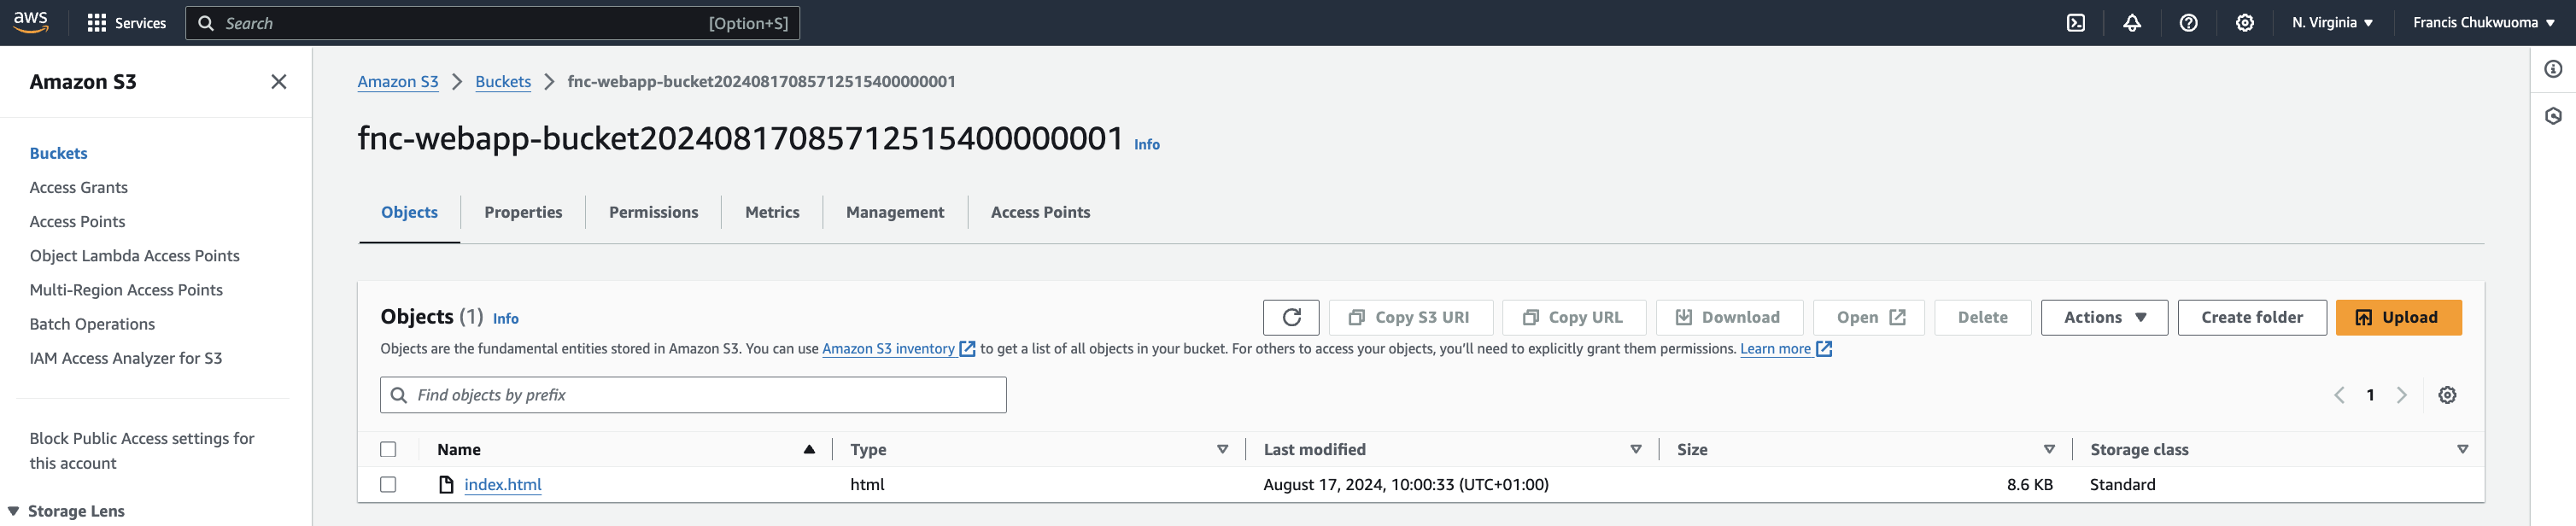 aws
Services
Search
[Option+S]
N. Virginia
Francis Chukwuoma
Amazon S3
Buckets
Access Grants
Access Points
Object Lambda Access Points
Multi-Region Access Points
Batch Operations
IAM Access Analyzer for S3
Block Public Access settings for
this account
Storage Lens
Amazon S3 > Buckets > fnc-webapp-bucket20240817085712515400000001
fnc-webapp-bucket20240817085712515400000001 Info
Objects Properties Permissions Metrics Management Access Points
Objects (1) Info
Copy S3 URI Copy URL Download Open Delete Actions Create folder Upload
Objects are the fundamental entities stored in Amazon S3. You can use Amazon S3 inventory to get a list of all objects in your bucket. For others to access your objects, you’ll need to explicitly grant them permissions. Learn more
Find objects by prefix
1
Name Type Last modified Size Storage class
index.html html August 17, 2024, 10:00:33 (UTC+01:00) 8.6 KB Standard